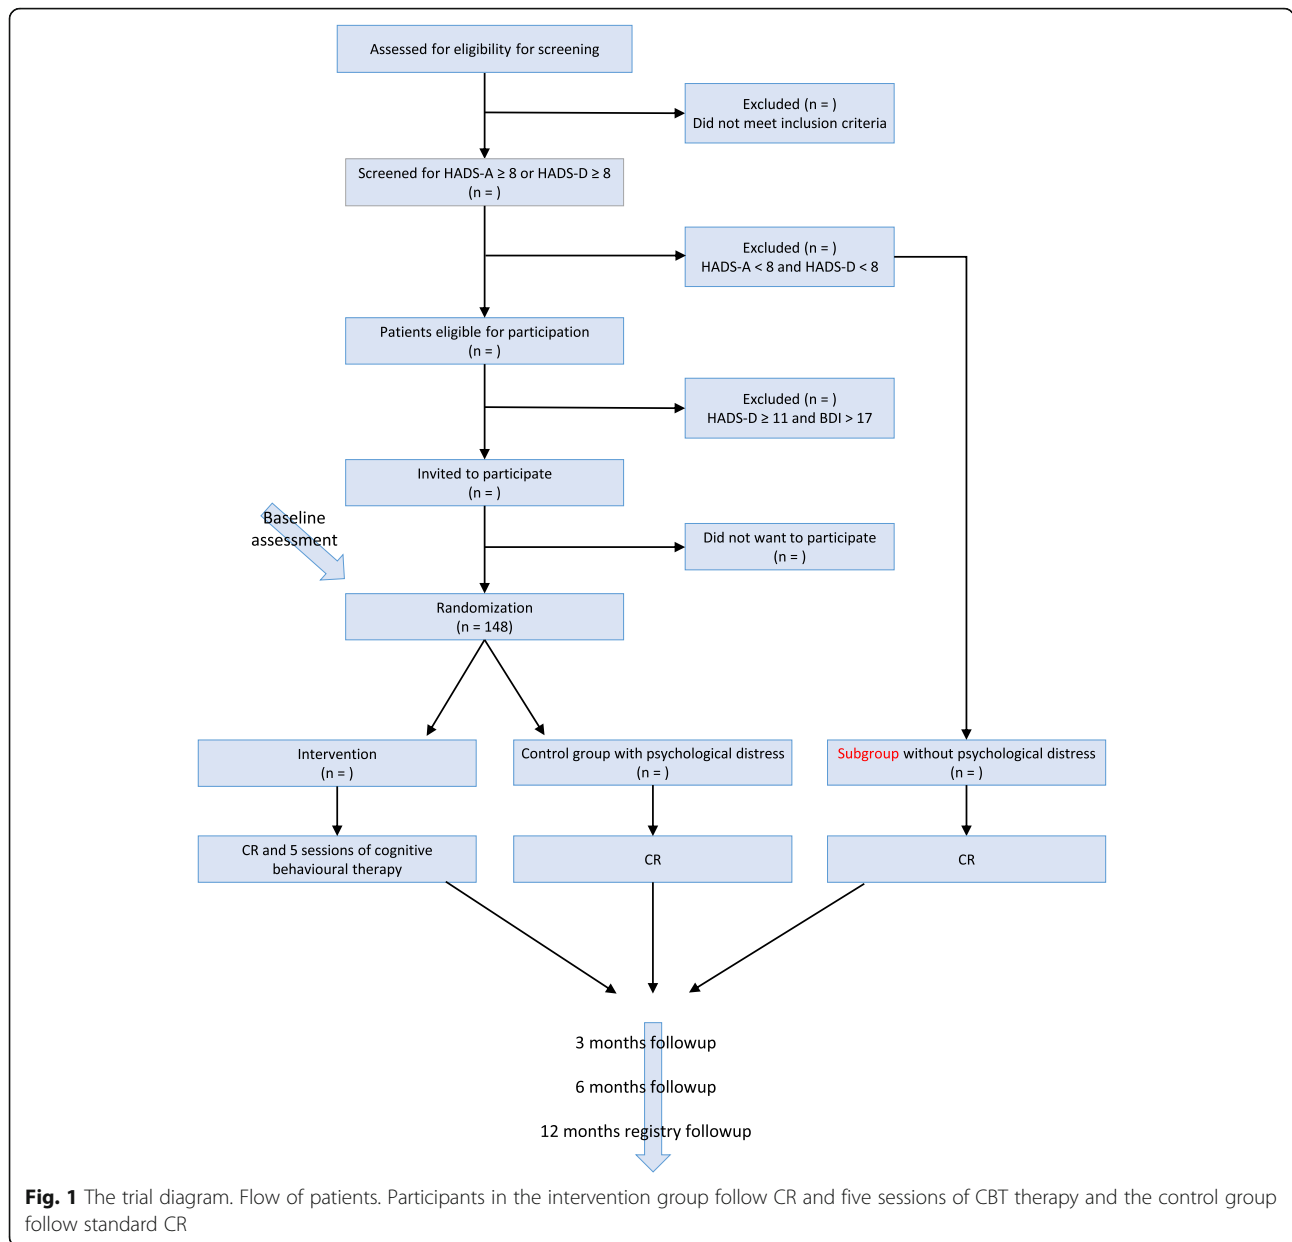 Assessed for eligibility for screening
Excluded (n = )
Did not meet inclusion criteria
Screened for HADS-A ≥ 8 or HADS-D ≥ 8
(n = )
Excluded (n = )
HADS-A < 8 and HADS-D < 8
Patients eligible for participation
(n = )
Excluded (n = )
HADS-D ≥ 11 and BDI > 17
Invited to participate
(n = )
Baseline
assessment
Did not want to participate
(n = )
Randomization
(n = 148)
Intervention
(n = )
Control group with psychological distress
(n = )
Subgroup without psychological distress
(n = )
CR and 5 sessions of cognitive
behavioural therapy
CR
CR
3 months followup
6 months followup
12 months registry followup
Fig. 1 The trial diagram. Flow of patients. Participants in the intervention group follow CR and five sessions of CBT therapy and the control group
follow standard CR